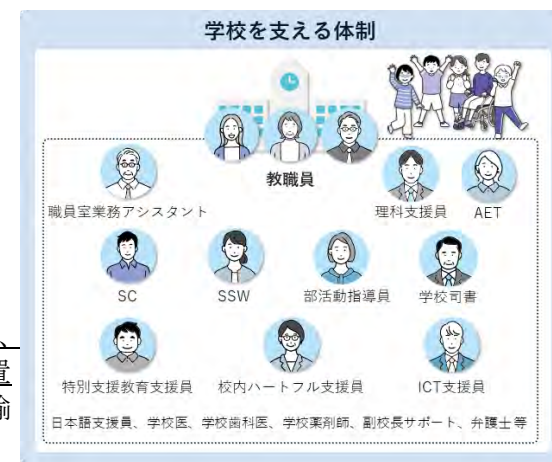 学校を支える体制
教職員
職員室業務アシスタント
理科支援員
AET
SC
SSW
部活動指導員
学校司書
特別支援教育支援員
校内ハートフル支援員
ICT支援員
日本語支援員、学校医、学校歯科医、学校薬剤師、副校長サポート、弁護士等
置